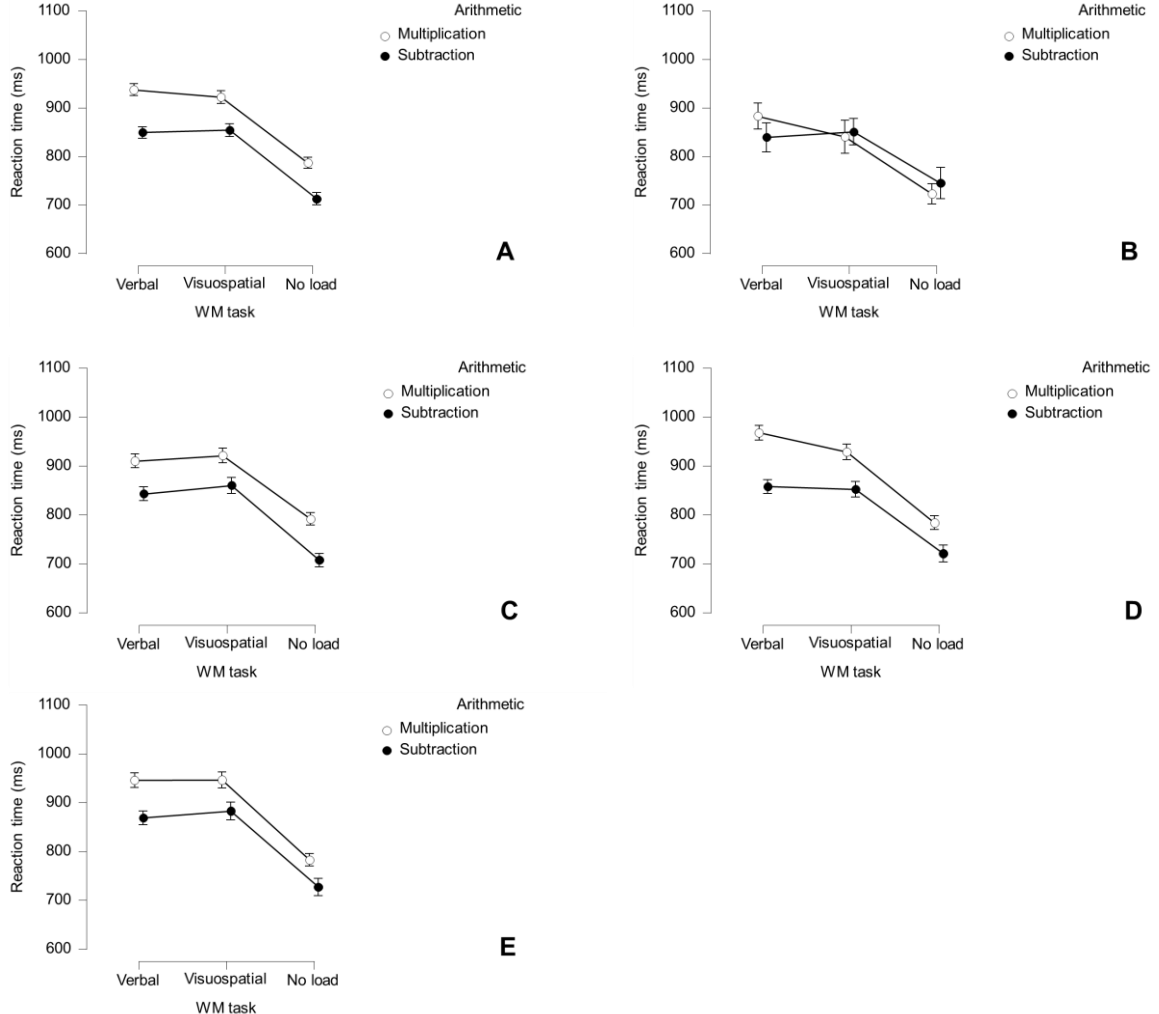 Arithmetic
Multiplication
Subtraction
1100
1000
900
800
700
600
Reaction time (ms)
Verbal
Visuospatial
No load
WM task
A
Arithmetic
Multiplication
Subtraction
1100
1000
900
800
700
600
Reaction time (ms)
Verbal
Visuospatial
No load
WM task
B
Arithmetic
Multiplication
Subtraction
1100
1000
900
800
700
600
Reaction time (ms)
Verbal
Visuospatial
No load
WM task
C
Arithmetic
Multiplication
Subtraction
1100
1000
900
800
700
600
Reaction time (ms)
Verbal
Visuospatial
No load
WM task
D
Arithmetic
Multiplication
Subtraction
1100
1000
900
800
700
600
Reaction time (ms)
Verbal
Visuospatial
No load
WM task
E